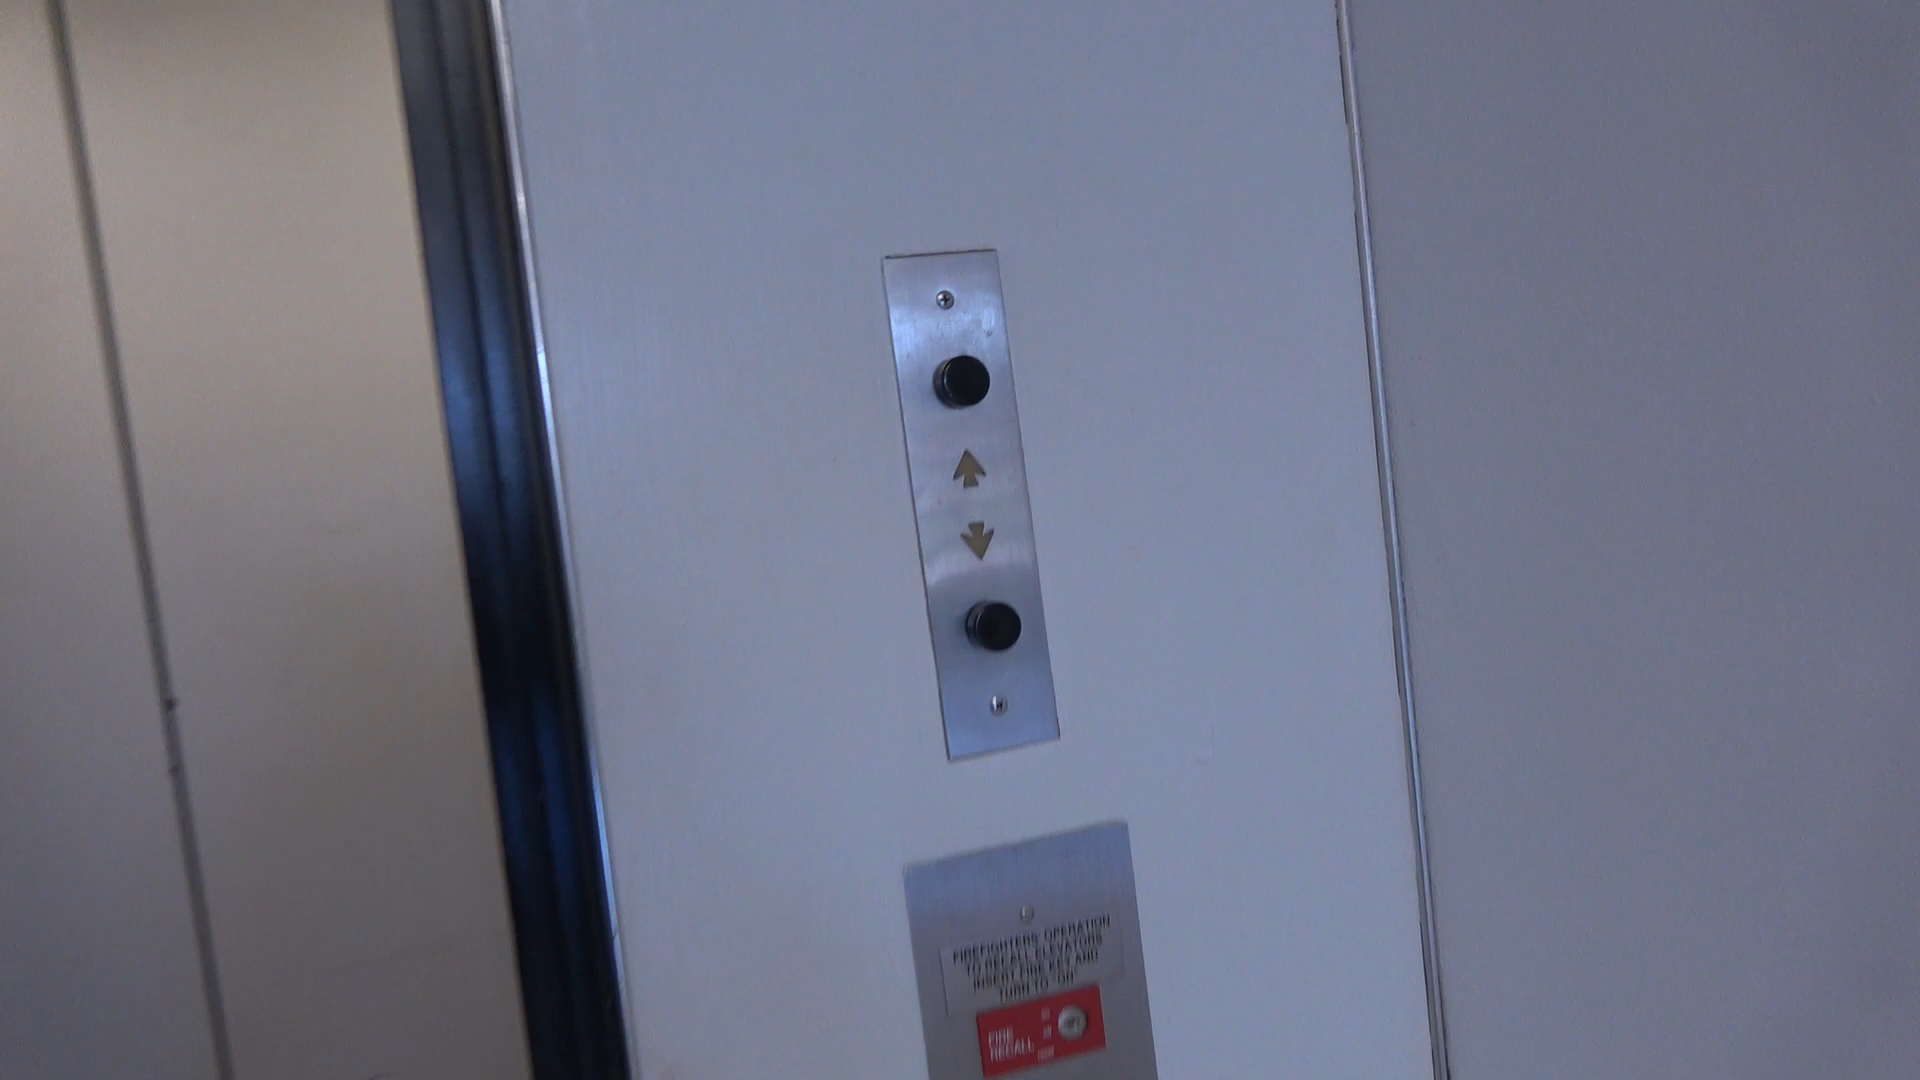 FIREFIGHTERS' OPERATION
TO RECALL ELEVATORS
INSERT FIRE KEY AND
TURN TO "ON"
FIRE
RECALL